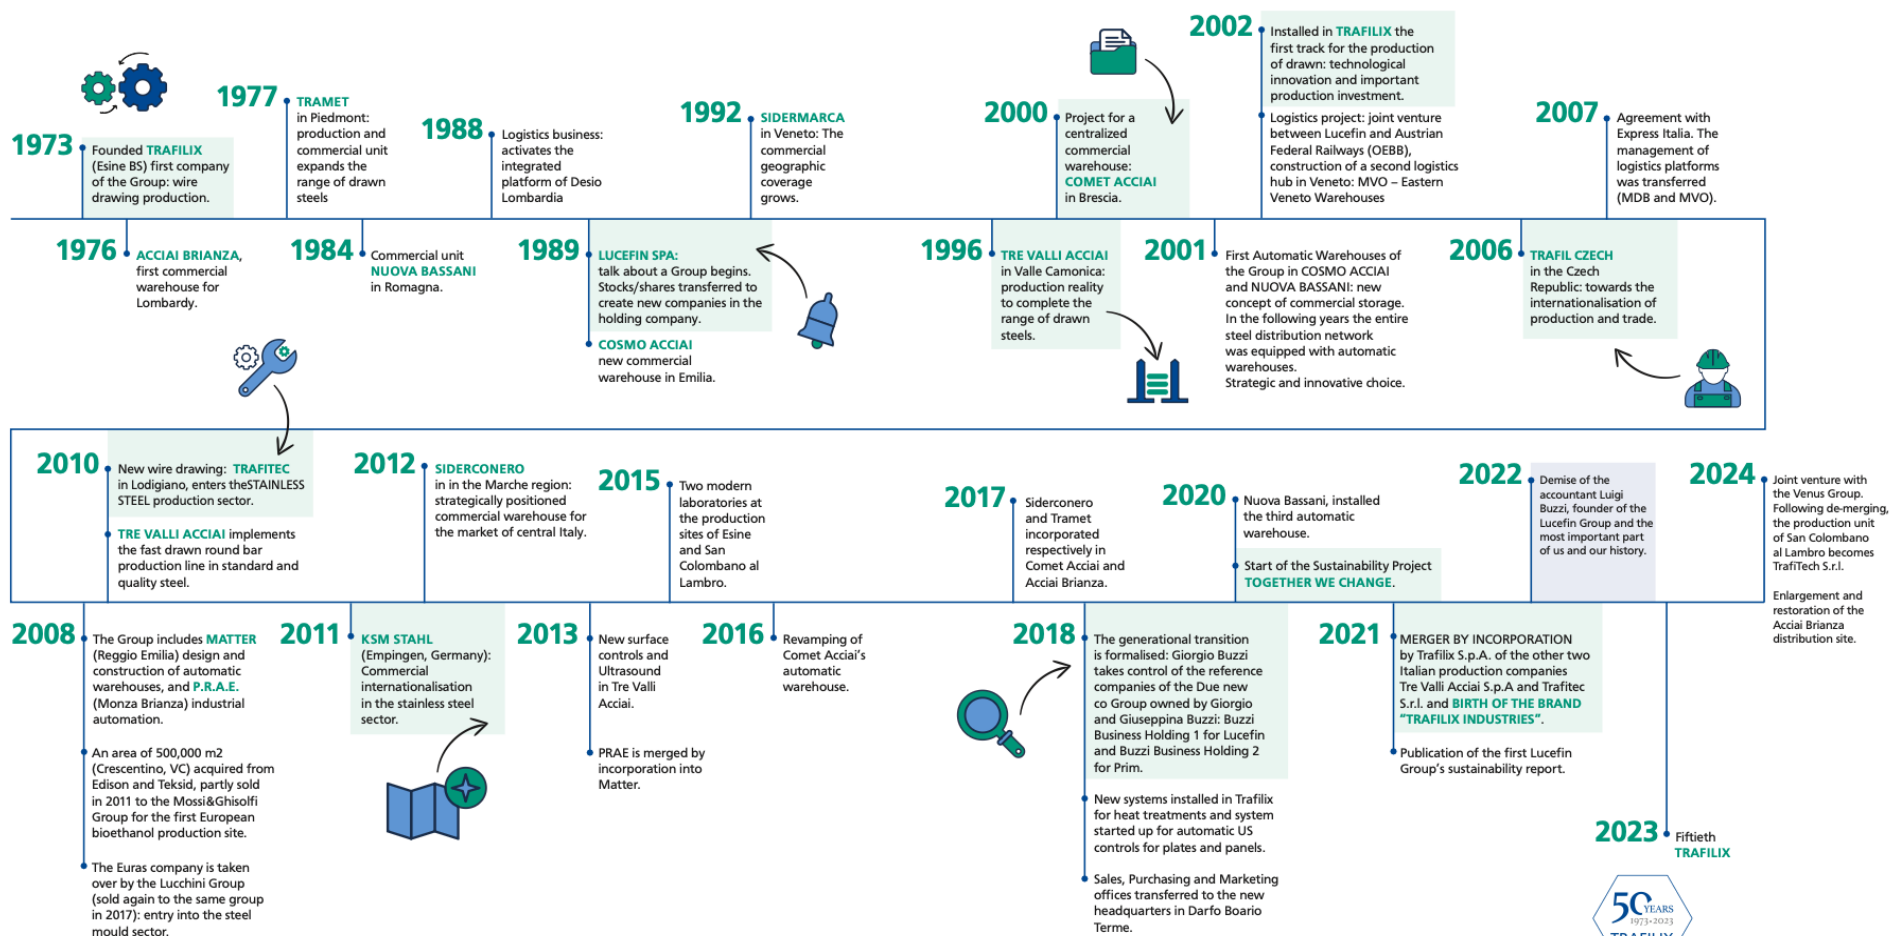 1973
Founded TRAFILIX
(Esine BS) first company
of the Group: wire
drawing production.
1976
ACCIAI BRIANZA,
first commercial
warehouse for
Lombardy.
1977
TRAMET
in Piedmont:
production and
commercial unit
expands the
range of drawn
steels
1984
Commercial unit
NUOVA BASSANI
in Romagna.
1988
Logistics business:
activates the
integrated
platform of Desio
Lombardia
1989
LUCEFIN SPA:
talk about a Group begins.
Stocks/shares transferred to
create new companies in the
holding company.
COSMO ACCIAI
new commercial
warehouse in Emilia.
1992
SIDERMARCA
in Veneto: The
commercial
geographic
coverage
grows.
1996
TRE VALLI ACCIAI
in Valle Camonica:
production reality
to complete the
range of drawn
steels.
2000
Project for a
centralized
commercial
warehouse:
COMET ACCIAI
in Brescia.
2001
First Automatic Warehouses of
the Group in COSMO ACCIAI
and NUOVA BASSANI: new
concept of commercial storage.
In the following years the entire
steel distribution network
was equipped with automatic
warehouses.
Strategic and innovative choice.
2002
Installed in TRAFILIX the
first track for the production
of drawn: technological
innovation and important
production investment.
Logistics project: joint venture
between Lucefin and Austrian
Federal Railways (OEBB),
construction of a second logistics
hub in Veneto: MVO – Eastern
Veneto Warehouses
2006
TRAFIL CZECH
in the Czech
Republic: towards the
internationalisation of
production and trade.
2007
Agreement with
Express Italia. The
management of
logistics platforms
was transferred
(MDB and MVO).
2008
The Group includes MATTER
(Reggio Emilia) design and
construction of automatic
warehouses, and P.R.A.E.
(Monza Brianza) industrial
automation.
An area of 500,000 m2
(Crescentino, VC) acquired from
Edison and Teksid, partly sold
in 2011 to the Mossi&Ghisolfi
Group for the first European
bioethanol production site.
The Euras company is taken
over by the Lucchini Group
(sold again to the same group
in 2017): entry into the steel
mould sector.
2010
New wire drawing: TRAFITEC
in Lodigiano, enters theSTAINLESS
STEEL production sector.
TRE VALLI ACCIAI implements
the fast drawn round bar
production line in standard and
quality steel.
2011
KSM STAHL
(Empingen, Germany):
Commercial
internationalisation
in the stainless steel
sector.
2012
SIDERCONERO
in in the Marche region:
strategically positioned
commercial warehouse for
the market of central Italy.
2013
New surface
controls and
Ultrasound
in Tre Valli
Acciai.
PRAE is merged by
incorporation into
Matter.
2015
Two modern
laboratories at
the production
sites of Esine
and San
Colombano al
Lambro.
2016
Revamping of
Comet Acciai's
automatic
warehouse.
2017
Siderconero
and Tramet
incorporated
respectively in
Comet Acciai and
Acciai Brianza.
2018
The generational transition
is formalised: Giorgio Buzzi
takes control of the reference
companies of the Due new
co Group owned by Giorgio
and Giuseppina Buzzi: Buzzi
Business Holding 1 for Lucefin
and Buzzi Business Holding 2
for Prim.
New systems installed in Trafilix
for heat treatments and system
started up for automatic US
controls for plates and panels.
Sales, Purchasing and Marketing
offices transferred to the new
headquarters in Darfo Boario
Terme.
2020
Nuova Bassani, installed
the third automatic
warehouse.
Start of the Sustainability Project
TOGETHER WE CHANGE.
2021
MERGER BY INCORPORATION
by Trafilix S.p.A. of the other two
Italian production companies
Tre Valli Acciai S.p.A and Trafitec
S.r.l. and BIRTH OF THE BRAND
"TRAFILIX INDUSTRIES".
Publication of the first Lucefin
Group's sustainability report.
2022
Demise of the
accountant Luigi
Buzzi, founder of the
Lucefin Group and the
most important part
of us and our history.
2023
Fiftieth
TRAFILIX
50 YEARS
1973•2023
TRAFILIX
2024
Joint venture with
the Venus Group.
Following de-merging,
the production unit
of San Colombano
al Lambro becomes
TrafiTech S.r.l.
Enlargement and
restoration of the
Acciai Brianza
distribution site.